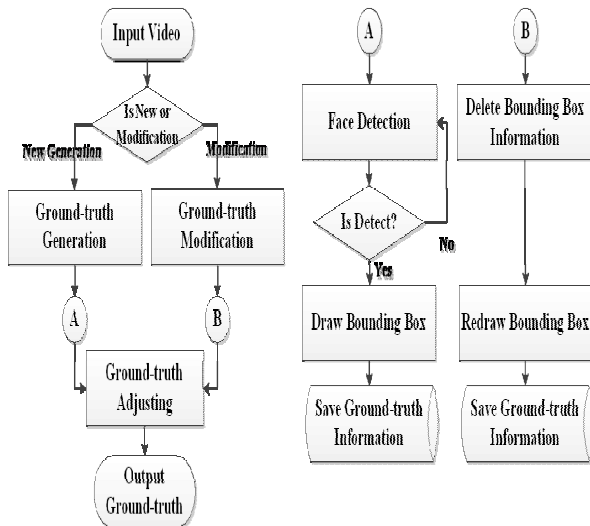 Input Video
Is New or
Modification
New Generation
Modification
Ground-truth
Generation
Ground-truth
Modification
A
B
Ground-truth
Adjusting
Output
Ground-truth
A
Face Detection
Is Detect?
No
Yes
Draw Bounding Box
Save Ground-truth
Information
B
Delete Bounding Box
Information
Redraw Bounding Box
Save Ground-truth
Information